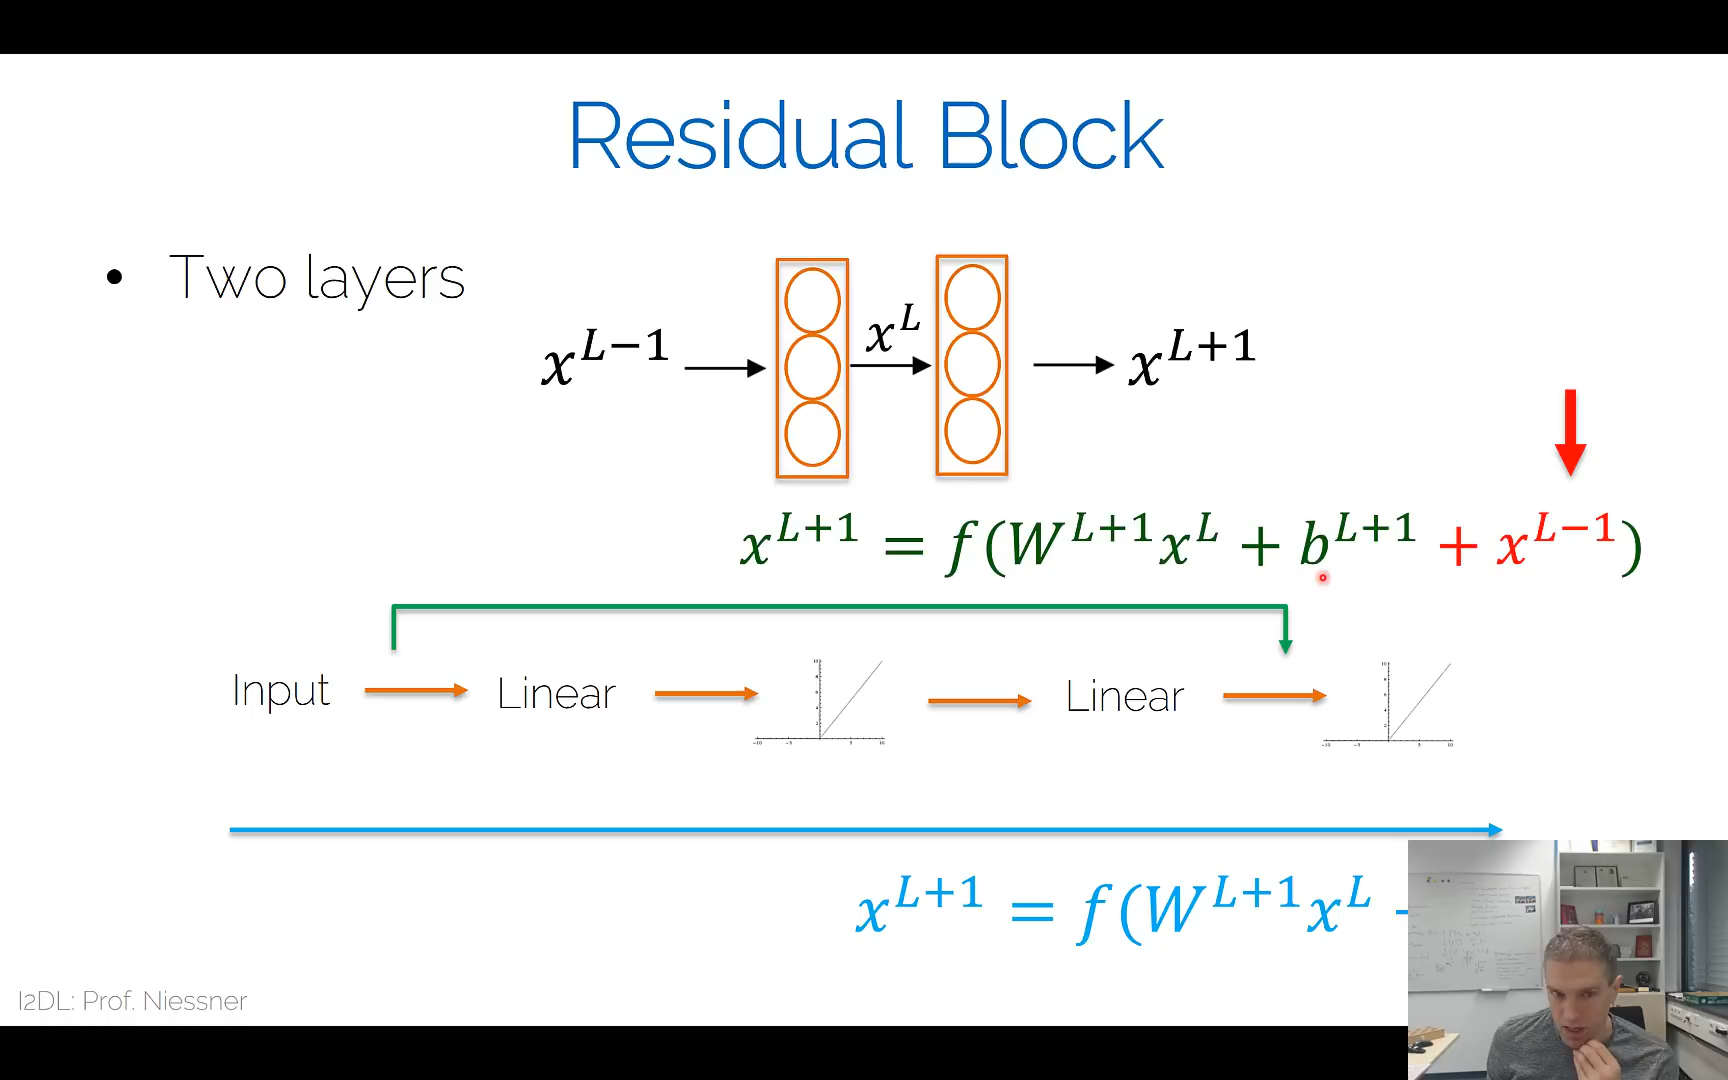 Residual Block
• Two layers
x^{L-1} x^L x^{L+1}
x^{L+1} = f(W^{L+1}x^L + b^{L+1} + x^{L-1})
Input Linear Linear
x^{L+1} = f(W^{L+1}x^L
I2DL: Prof. Niessner